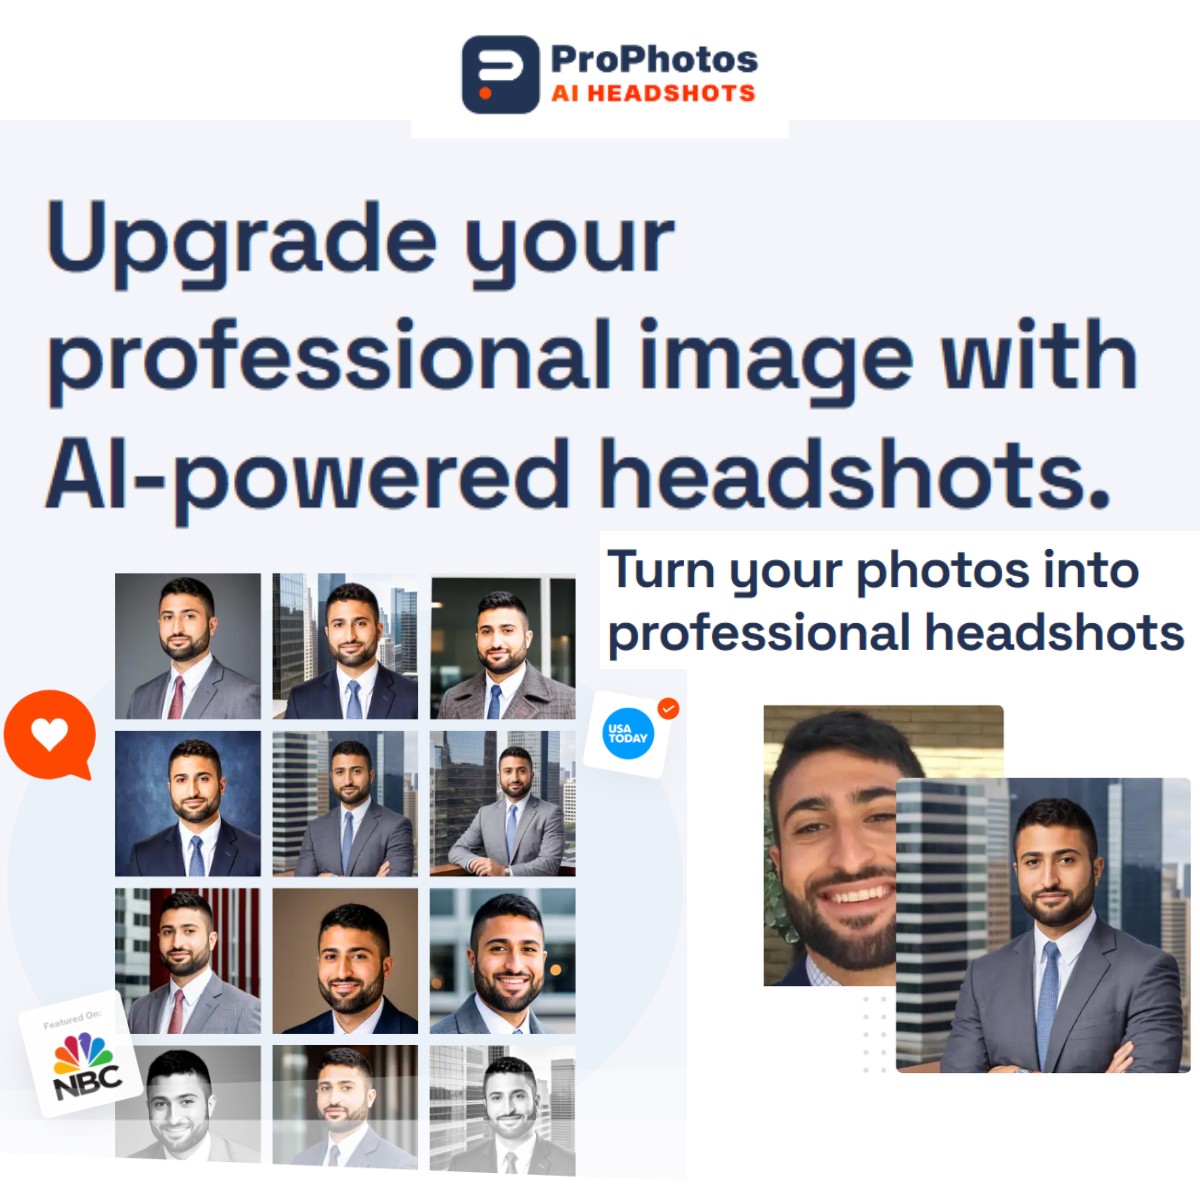 ProPhotos
AI HEADSHOTS
Upgrade your
professional image with
AI-powered headshots.
Turn your photos into
professional headshots
USA
TODAY
Featured On:
NBC